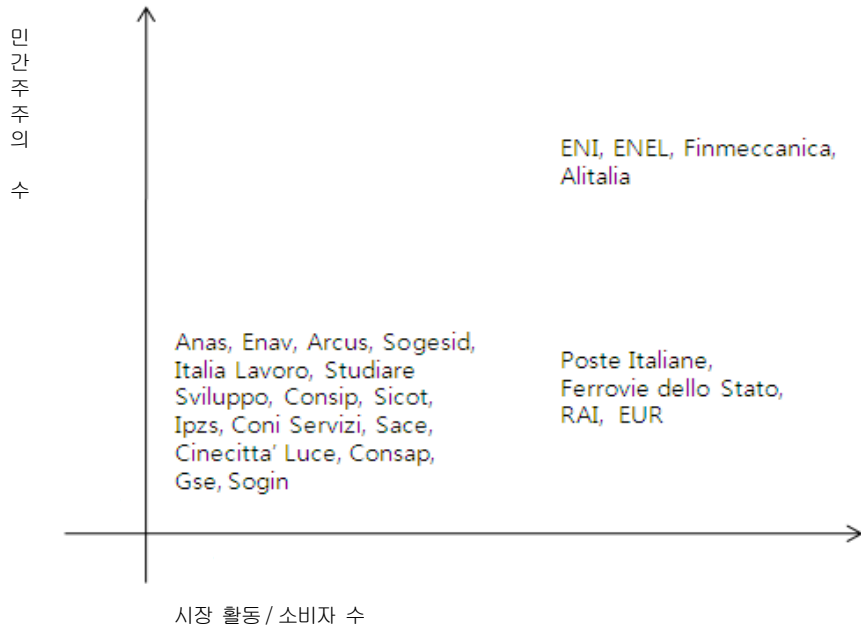 민간주주의 수
ENI, ENEL, Finmeccanica,
Alitalia
Anas, Enav, Arcus, Sogesid,
Italia Lavoro, Studiare
Sviluppo, Consip, Sicot,
Ipzs, Coni Servizi, Sace,
Cinecitta' Luce, Consap,
Gse, Sogin
Poste Italiane,
Ferrovie dello Stato,
RAI, EUR
시장 활동 / 소비자 수